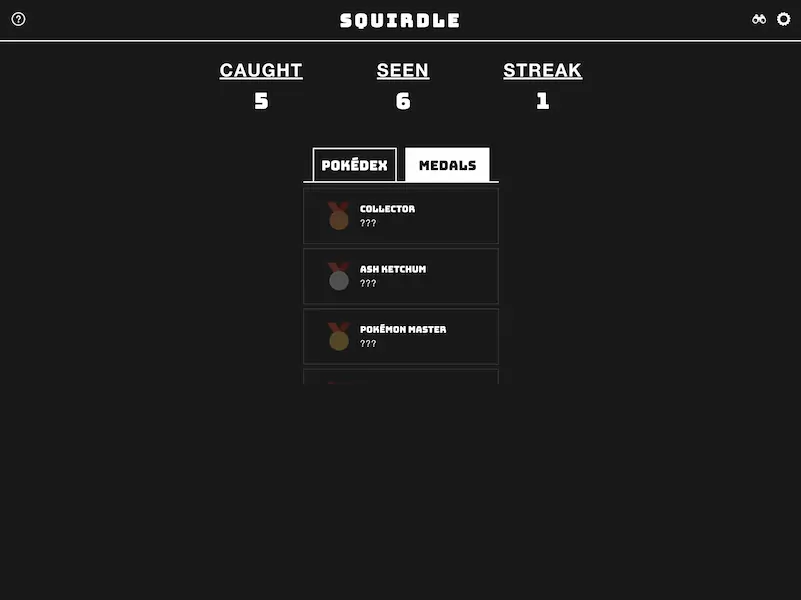 ?
SQUIRDLE
CAUGHT SEEN STREAK
5 6 1
POKÉDEX MEDALS
COLLECTOR
???
ASH KETCHUM
???
POKÉMON MASTER
???